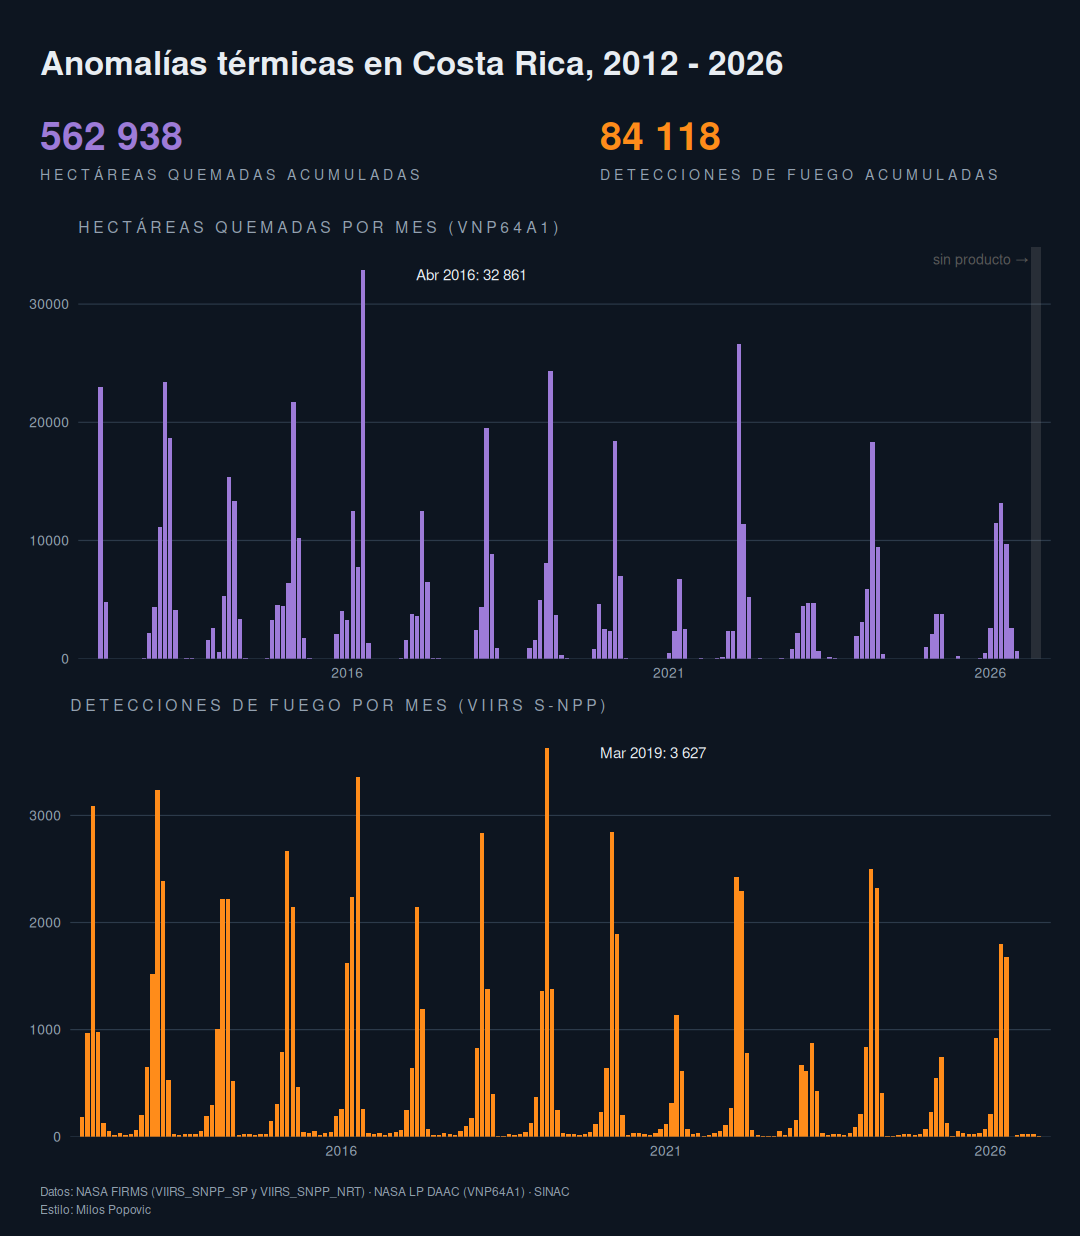 Anomalías térmicas en Costa Rica, 2012 - 2026
562 938
84 118
HECTÁREAS QUEMADAS ACUMULADAS
DETECCIONES DE FUEGO ACUMULADAS
HECTÁREAS QUEMADAS POR MES (VNP64A1)
sin producto →
Abr 2016: 32 861
30000
20000
10000
0
2016
2021
2026
DETECCIONES DE FUEGO POR MES (VIIRS S-NPP)
Mar 2019: 3 627
3000
2000
1000
0
2016
2021
2026
Datos: NASA FIRMS (VIIRS_SNPP_SP y VIIRS_SNPP_NRT) · NASA LP DAAC (VNP64A1) · SINAC
Estilo: Milos Popovic